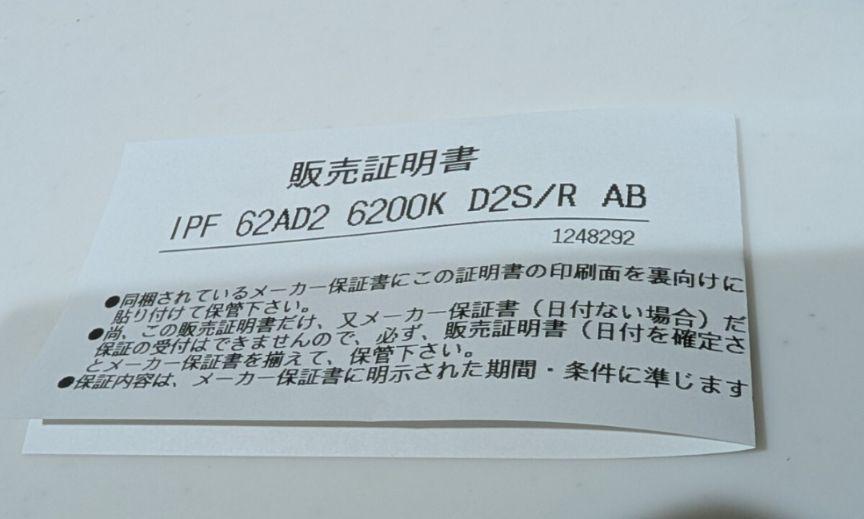 販売証明書
IPF 62AD2 6200K D2S/R AB
1248292
●同梱されているメーカー保証書にこの証明書の印刷面を裏向けに
貼り付けて保管下さい。
●尚、この販売証明書だけ、又メーカー保証書（日付ない場合）だ
保証の受付はできませんので、必ず、販売証明書（日付を確定さ
とメーカー保証書を揃えて、保管下さい。
●保証内容は、メーカー保証書に明示された期間・条件に準じます